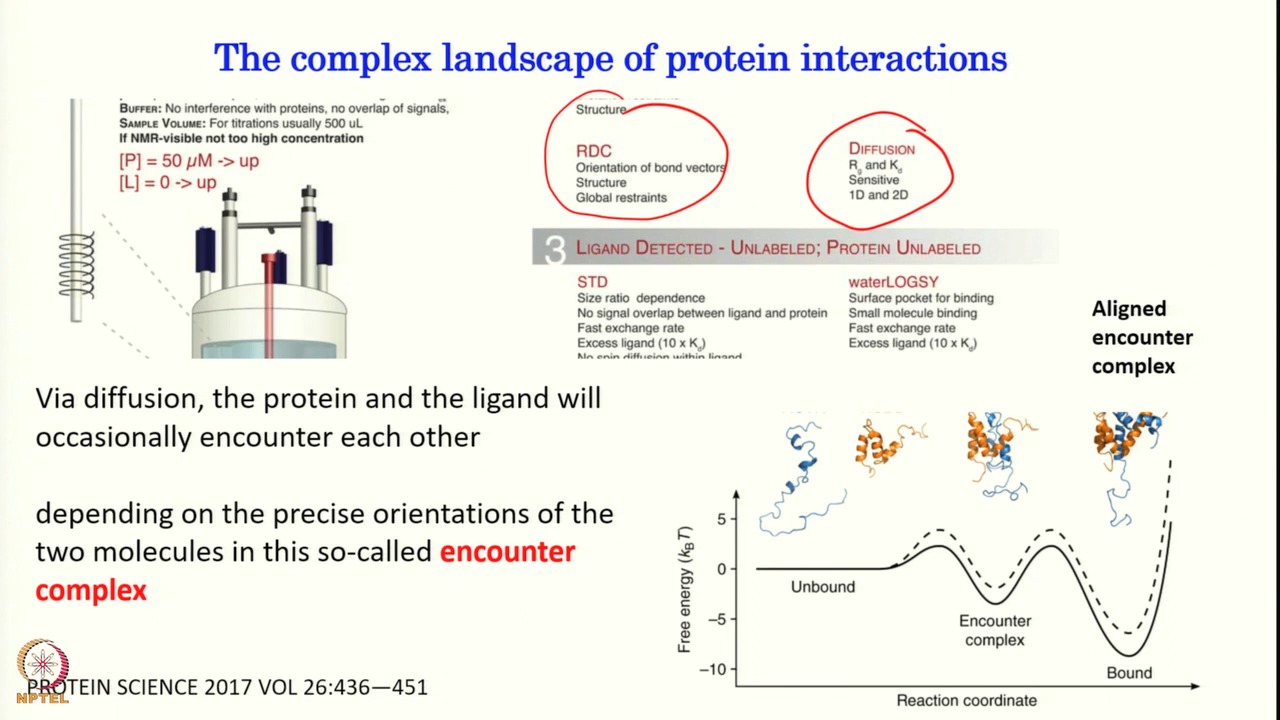 The complex landscape of protein interactions
BUFFER: No interference with proteins, no overlap of signals,
SAMPLE VOLUME: For titrations usually 500 uL
If NMR-visible not too high concentration
[P] = 50 µM -> up
[L] = 0 -> up
Structure
RDC
Orientation of bond vectors
Structure
Global restraints
DIFFUSION
Rg and Kd
Sensitive
1D and 2D
3 LIGAND DETECTED - UNLABELED; PROTEIN UNLABELED
STD
Size ratio dependence
No signal overlap between ligand and protein
Fast exchange rate
Excess ligand (10 x Kd)
No spin diffusion within ligand
waterLOGSY
Surface pocket for binding
Small molecule binding
Fast exchange rate
Excess ligand (10 x Kd)
Aligned
encounter
complex
Via diffusion, the protein and the ligand will
occasionally encounter each other
depending on the precise orientations of the
two molecules in this so-called encounter
complex
Free energy (kBT)
5
0
−5
−10
Unbound
Encounter
complex
Bound
Reaction coordinate
PROTEIN SCIENCE 2017 VOL 26:436—451
NPTEL